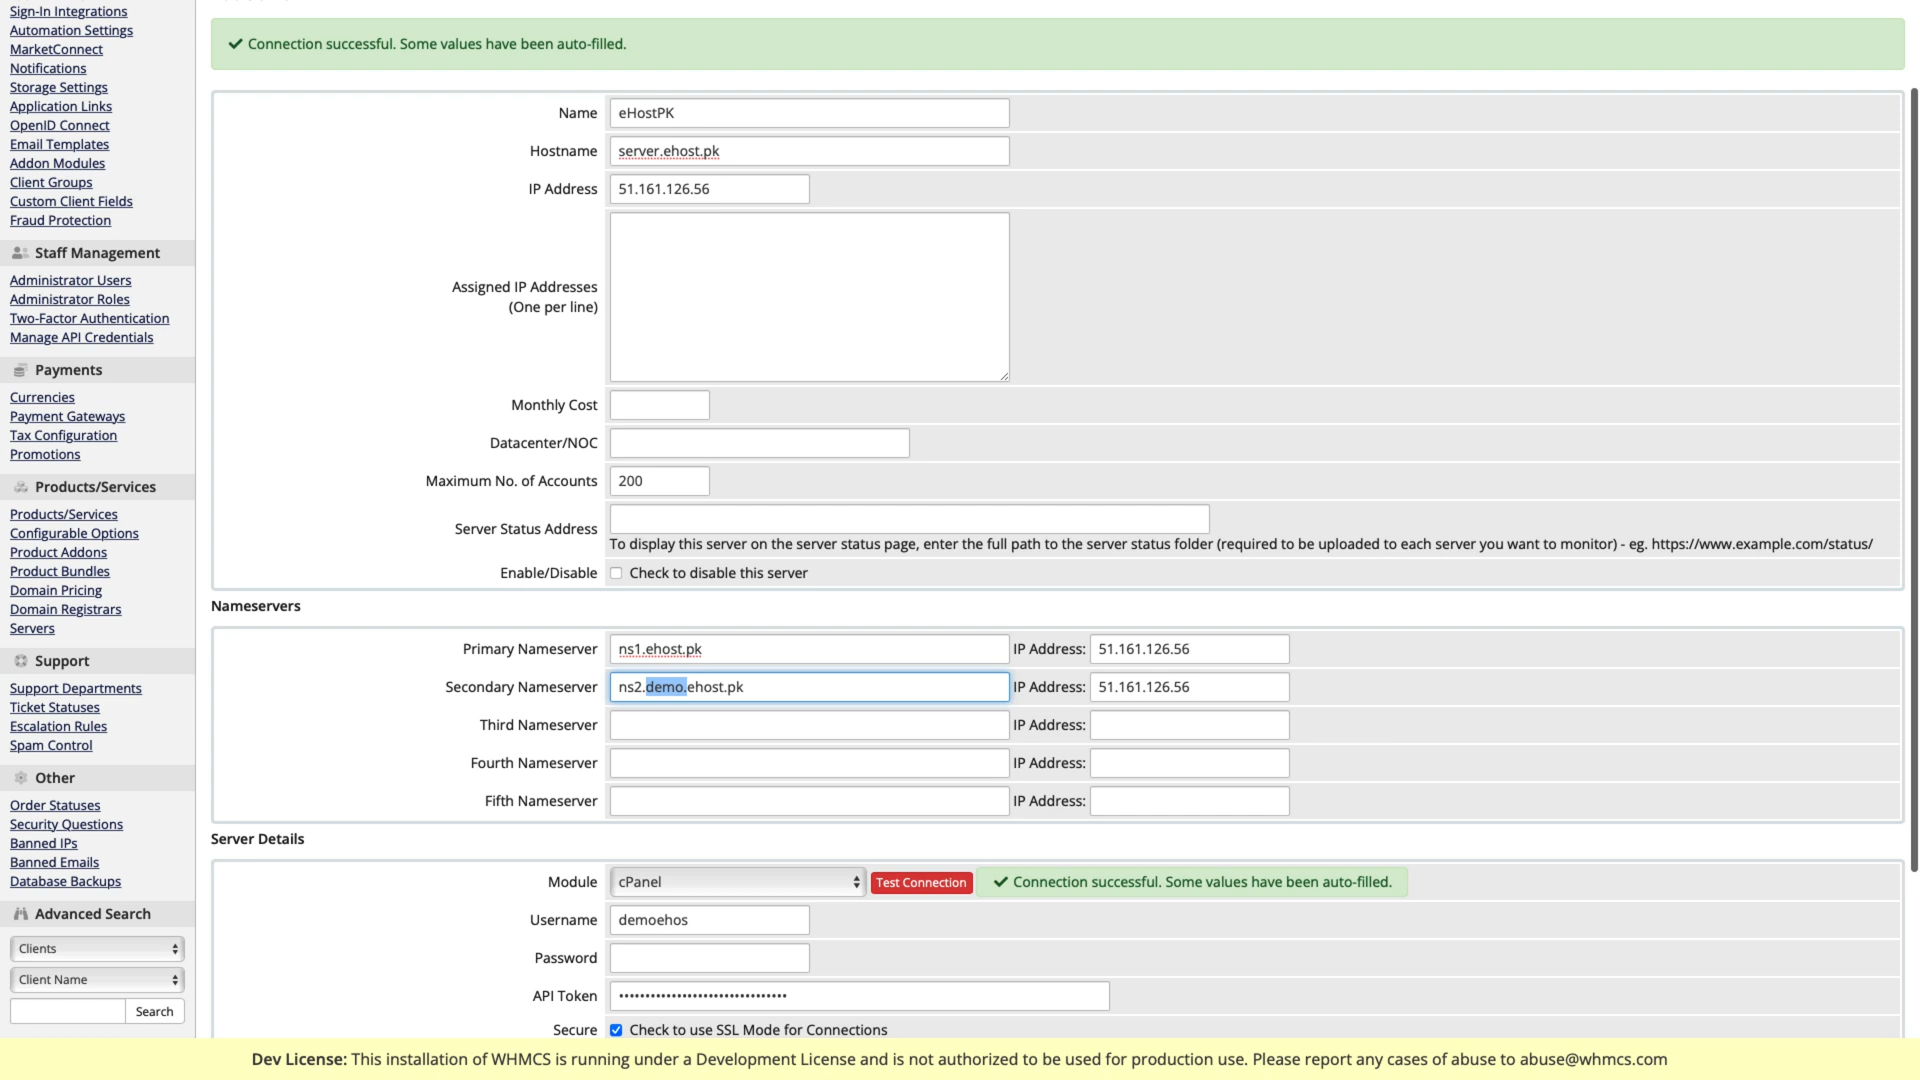 Sign-In Integrations
Automation Settings
MarketConnect
Notifications
Storage Settings
Application Links
OpenID Connect
Email Templates
Addon Modules
Client Groups
Custom Client Fields
Fraud Protection
Staff Management
Administrator Users
Administrator Roles
Two-Factor Authentication
Manage API Credentials
Payments
Currencies
Payment Gateways
Tax Configuration
Promotions
Products/Services
Products/Services
Configurable Options
Product Addons
Product Bundles
Domain Pricing
Domain Registrars
Servers
Support
Support Departments
Ticket Statuses
Escalation Rules
Spam Control
Other
Order Statuses
Security Questions
Banned IPs
Banned Emails
Database Backups
Advanced Search
Clients
Client Name
Search
Connection successful. Some values have been auto-filled.
Name eHostPK
Hostname server.ehost.pk
IP Address 51.161.126.56
Assigned IP Addresses
(One per line)
Monthly Cost
Datacenter/NOC
Maximum No. of Accounts 200
Server Status Address
To display this server on the server status page, enter the full path to the server status folder (required to be uploaded to each server you want to monitor) - eg. https://www.example.com/status/
Enable/Disable Check to disable this server
Nameservers
Primary Nameserver ns1.ehost.pk IP Address: 51.161.126.56
Secondary Nameserver ns2.demo.ehost.pk IP Address: 51.161.126.56
Third Nameserver IP Address:
Fourth Nameserver IP Address:
Fifth Nameserver IP Address:
Server Details
Module cPanel Test Connection Connection successful. Some values have been auto-filled.
Username demoehos
Password
API Token ••••••••••••••••••••••••••••••••
Secure Check to use SSL Mode for Connections
Dev License: This installation of WHMCS is running under a Development License and is not authorized to be used for production use. Please report any cases of abuse to abuse@whmcs.com